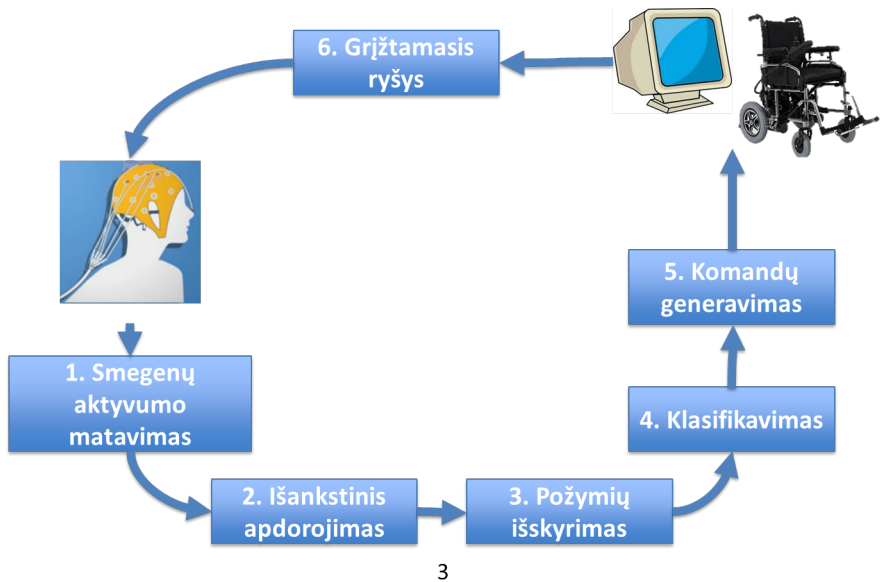 6. Grįžtamasis
ryšys
5. Komandų
generavimas
1. Smegenų
aktyvumo
matavimas
4. Klasifikavimas
2. Išankstinis
apdorojimas
3. Požymių
išskyrimas
3